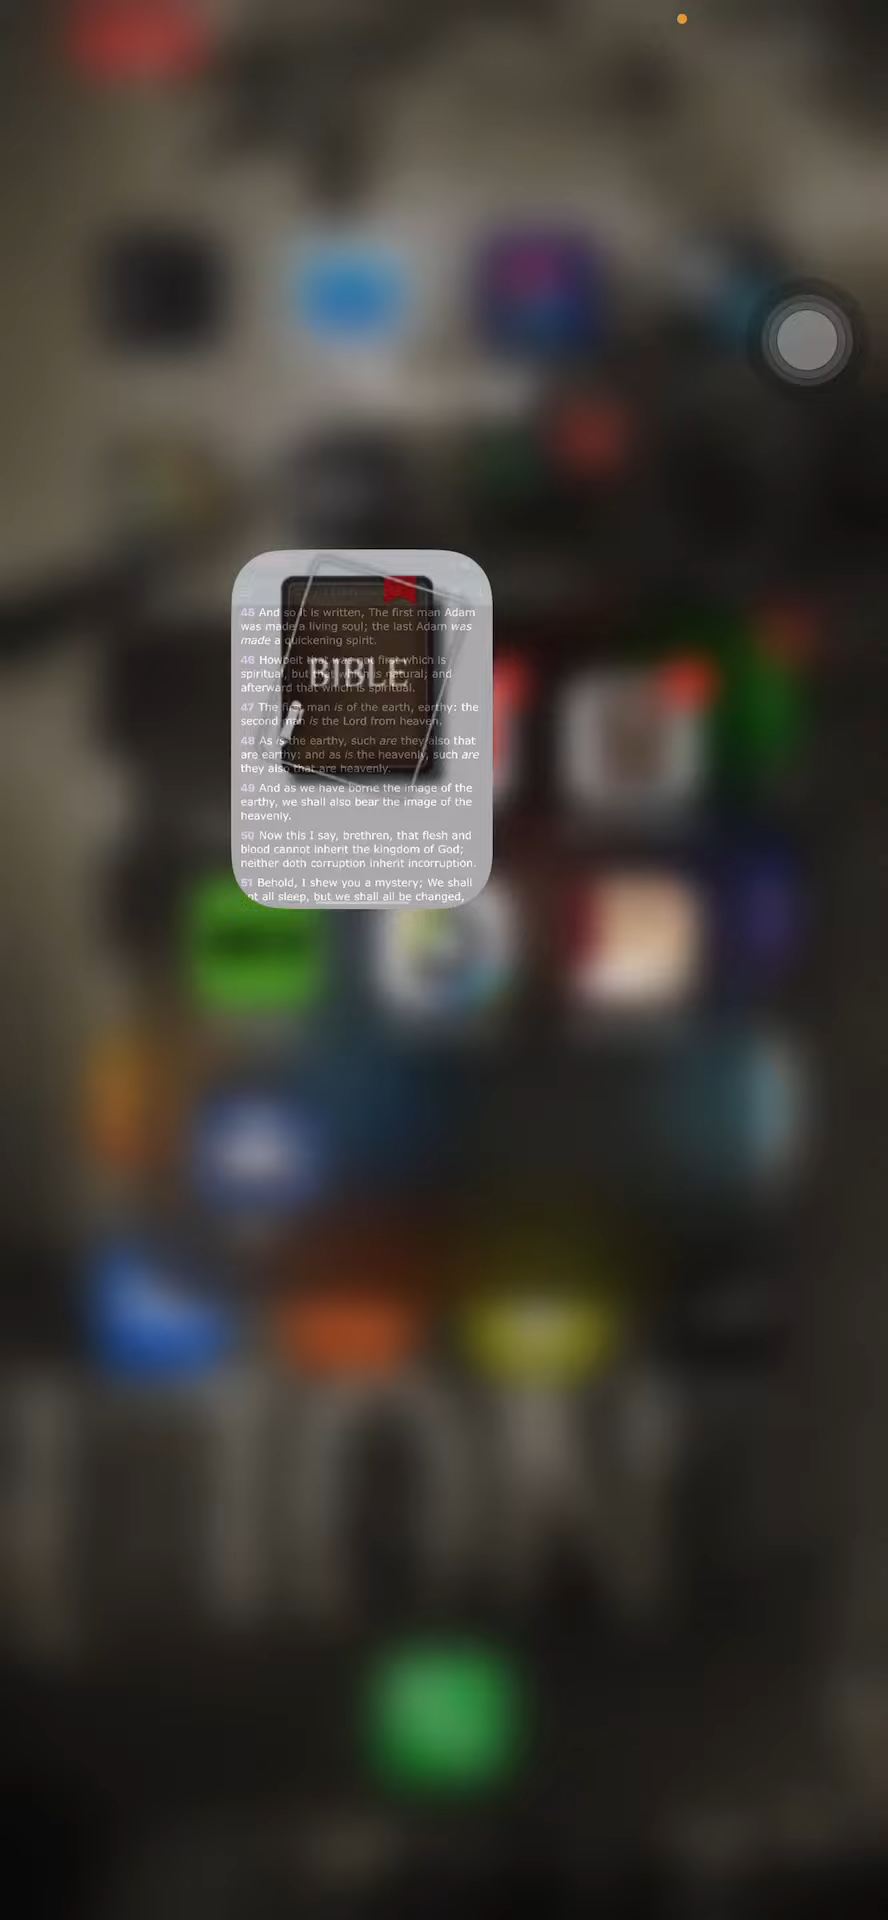 45 And so it is written, The first man Adam
was made a living soul; the last Adam was
made a quickening spirit.
46 Howbeit that was not first which is
spiritual, but that which is natural; and
afterward that which is spiritual.
BIBLE
47 The first man is of the earth, earthy: the
second man is the Lord from heaven.
48 As is the earthy, such are they also that
are earthy: and as is the heavenly, such are
they also that are heavenly.
49 And as we have borne the image of the
earthy, we shall also bear the image of the
heavenly.
50 Now this I say, brethren, that flesh and
blood cannot inherit the kingdom of God;
neither doth corruption inherit incorruption.
51 Behold, I shew you a mystery; We shall
not all sleep, but we shall all be changed,